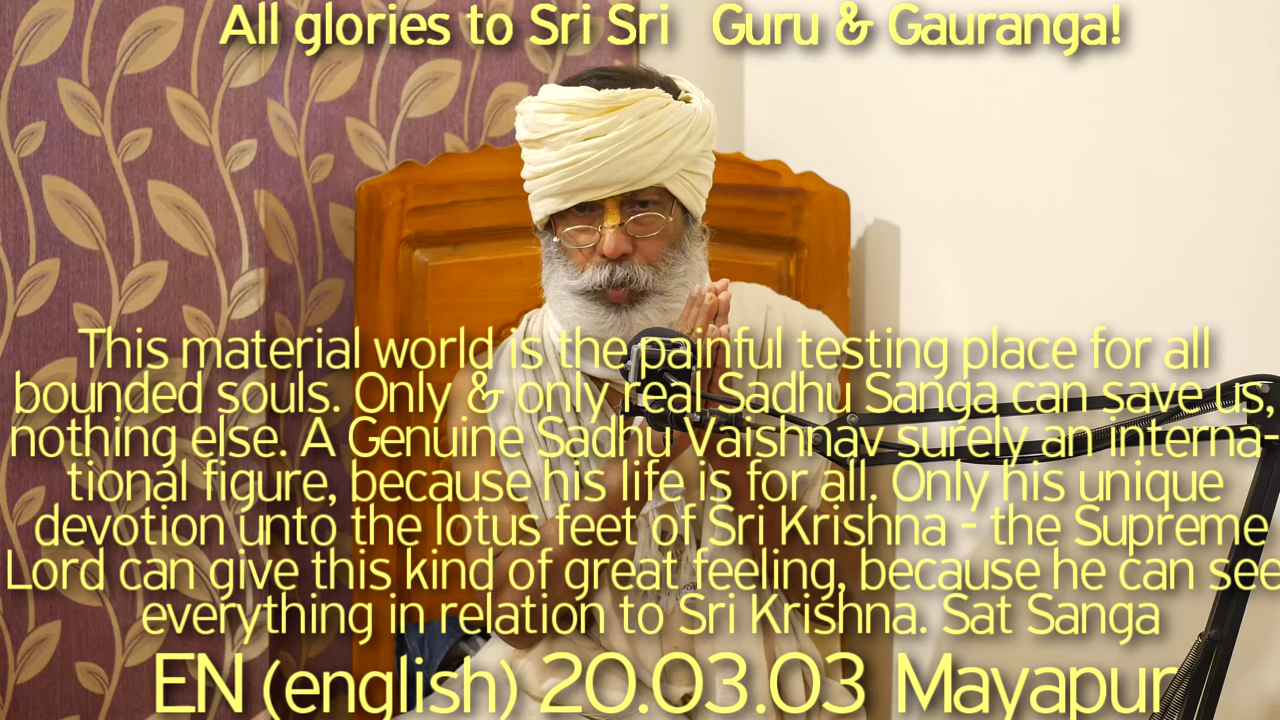 All glories to Sri Sri Guru & Gauranga!
This material world is the painful testing place for all
bounded souls. Only & only real Sadhu Sanga can save us,
nothing else. A Genuine Sadhu Vaishnav surely an interna-
tional figure, because his life is for all. Only his unique
devotion unto the lotus feet of Sri Krishna - the Supreme
Lord can give this kind of great feeling, because he can see
everything in relation to Sri Krishna. Sat Sanga
EN (english) 20.03.03 Mayapur